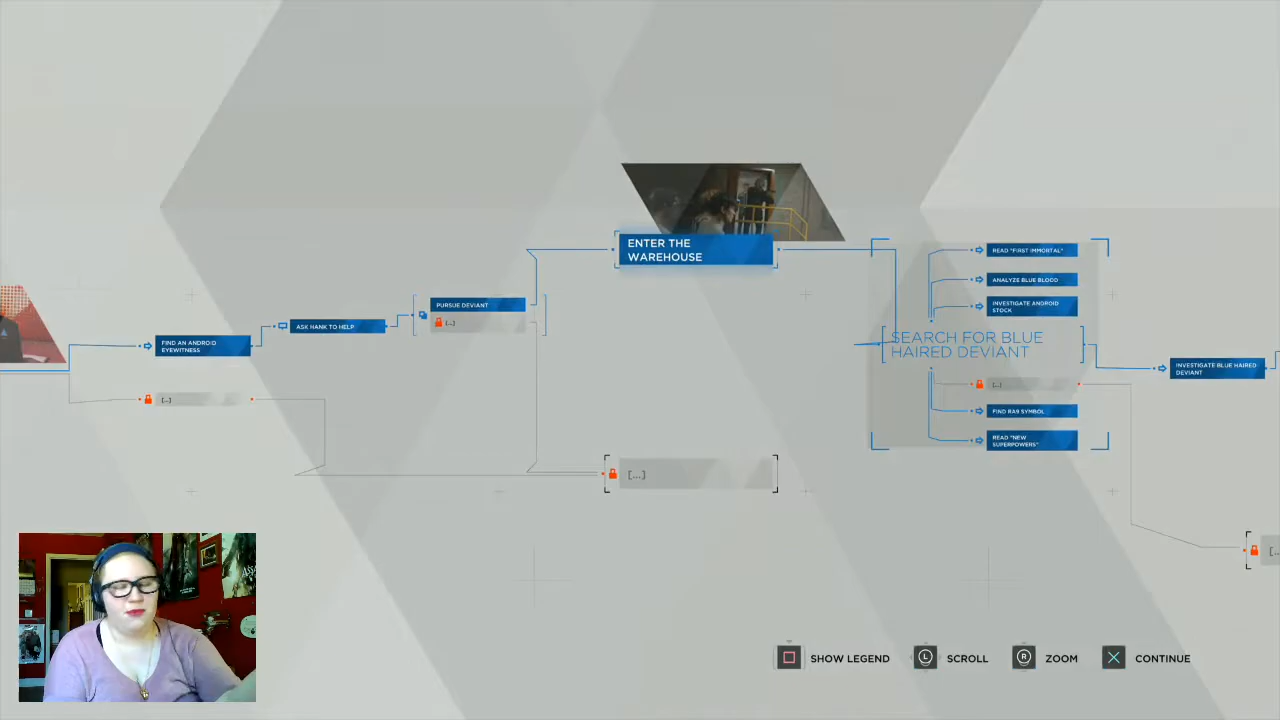 ENTER THE
WAREHOUSE
READ "FIRST IMMORTAL"
ANALYZE BLUE BLOOD
INVESTIGATE ANDROID
STOCK
PURSUE DEVIANT
[...]
ASK HANK TO HELP
FIND AN ANDROID
EYEWITNESS
SEARCH FOR BLUE
HAIRED DEVIANT
INVESTIGATE BLUE HAIRED
DEVIANT
[...]
[...]
FIND RA9 SYMBOL
READ "NEW
SUPERPOWERS"
[...]
SHOW LEGEND
L
SCROLL
R
ZOOM
CONTINUE